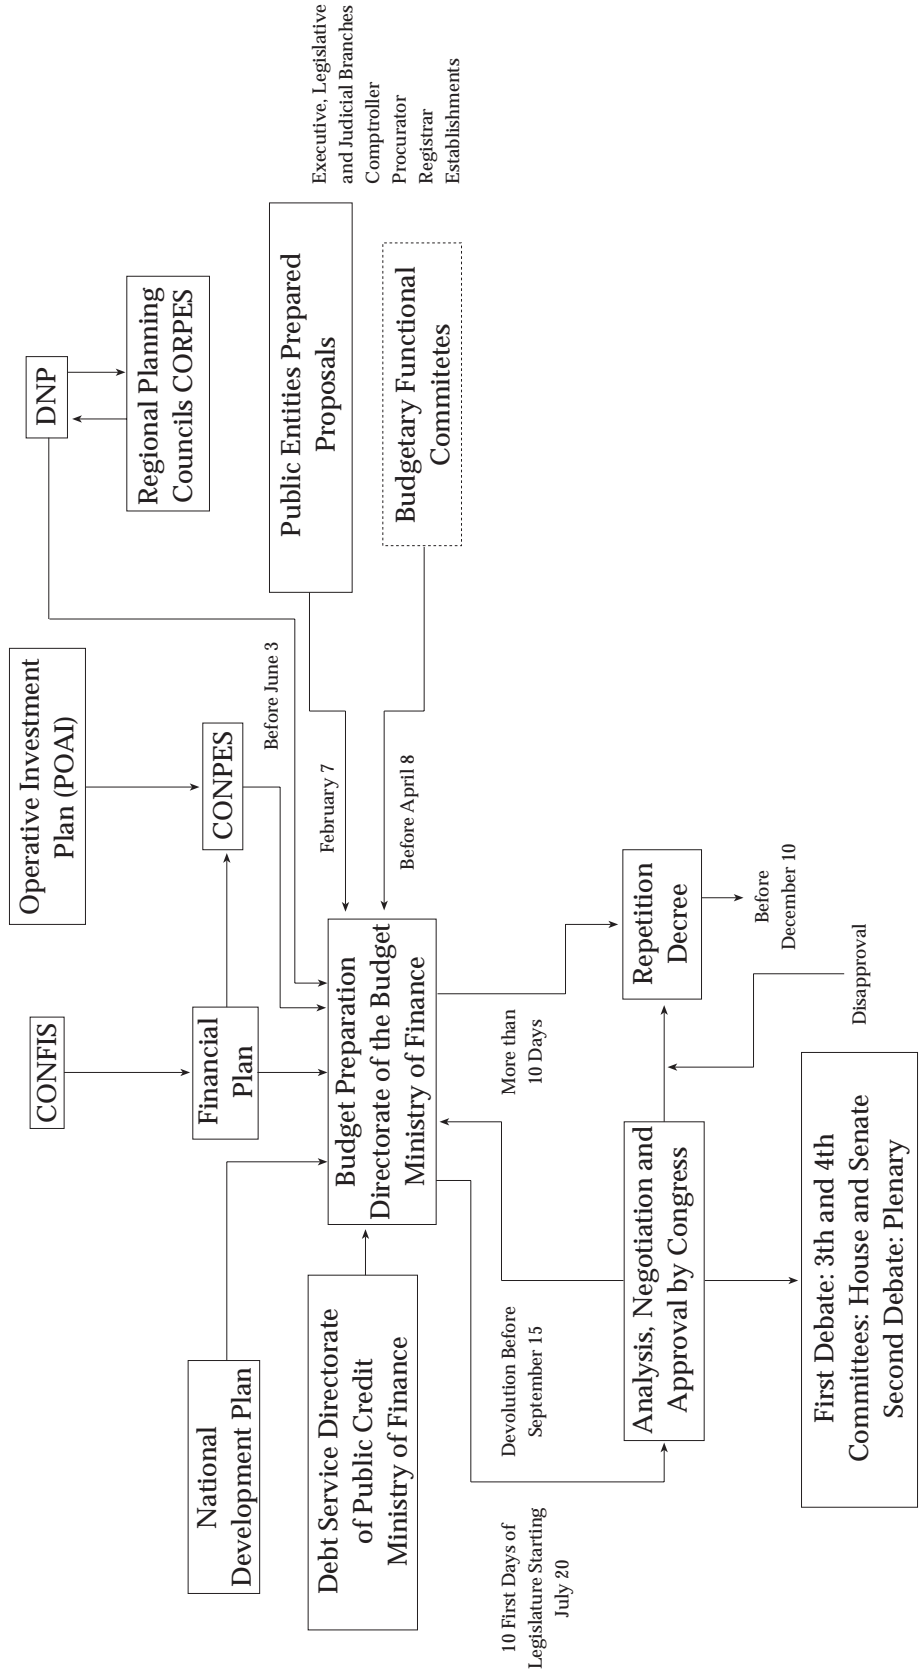 CONFIS
Operative Investment
Plan (POAI)
DNP
National
Development Plan
Financial
Plan
CONPES
Regional Planning
Councils CORPES
Before June 3
Debt Service Directorate
of Public Credit
Ministry of Finance
Budget Preparation
Directorate of the Budget
Ministry of Finance
February 7
Before April 8
Public Entities Prepared
Proposals
Executive, Legislative
and Judicial Branches
Comptroller
Procurator
Registrar
Establishments
Budgetary Functional
Commitetes
10 First Days of
Legislature Starting
July 20
Devolution Before
September 15
More than
10 Days
Analysis, Negotiation and
Approval by Congress
Repetition
Decree
Before
December 10
Disapproval
First Debate: 3th and 4th
Committees: House and Senate
Second Debate: Plenary